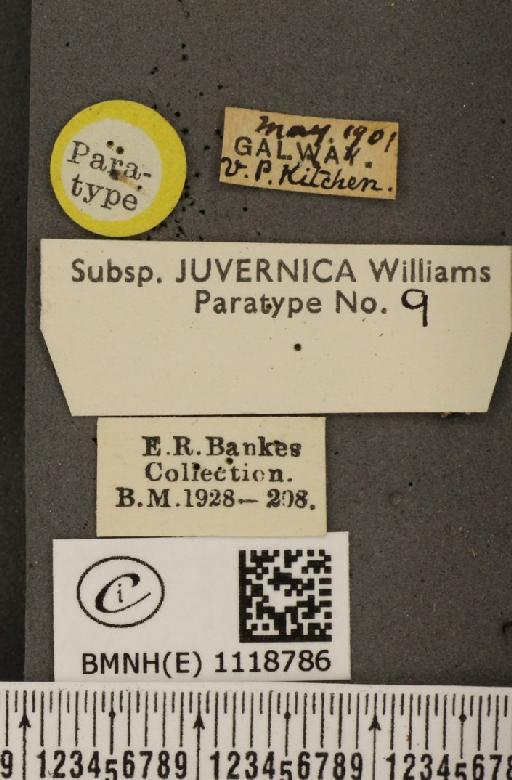 Para-
type
May 1901
GALWAY.
V.P. Kitchen.
Subsp. JUVERNICA Williams
Paratype No. 9
E.R.Bankes
Collection.
B.M.1928—208.
Ci
BMNH(E) 1118786
9 123456789 123456789 12345678